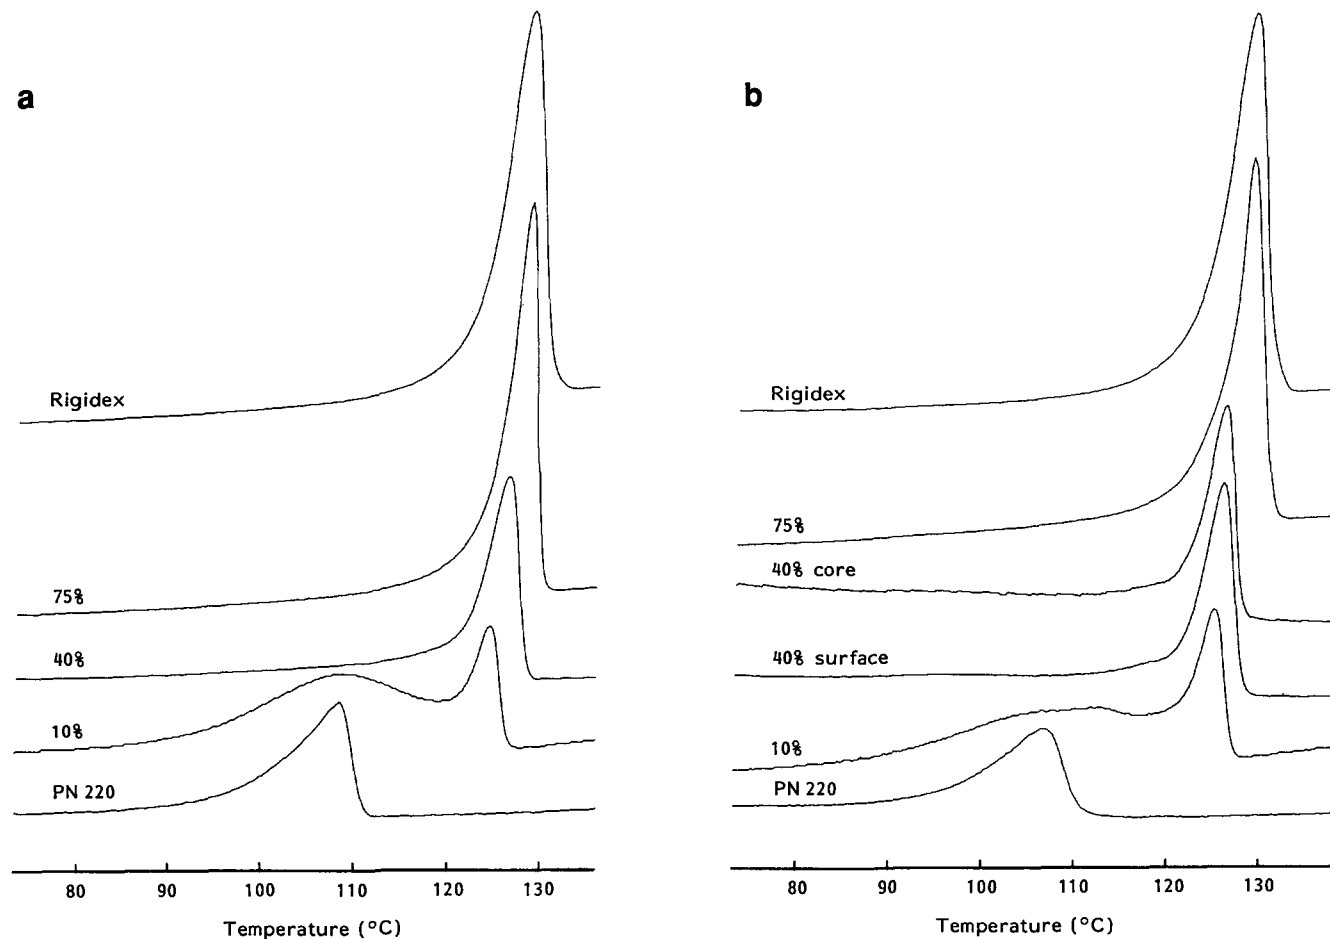 a
Rigidex
75%
40%
10%
PN 220
80 90 100 110 120 130
Temperature (°C)
b
Rigidex
75%
40% core
40% surface
10%
PN 220
80 90 100 110 120 130
Temperature (°C)